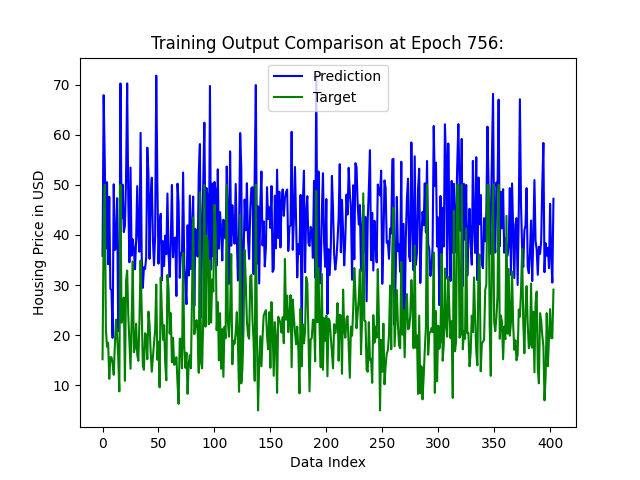 Training Output Comparison at Epoch 756:
Prediction
Target
Housing Price in USD
70
60
50
40
30
20
10
0 50 100 150 200 250 300 350 400
Data Index